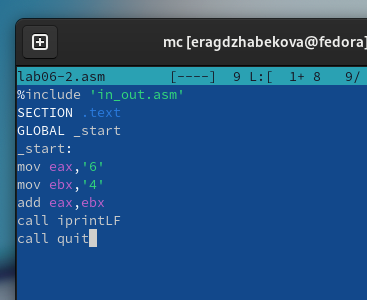 mc [eragdzhabekova@fedora]
lab06-2.asm [----] 9 L:[ 1+ 8 9/
%include 'in_out.asm'
SECTION .text
GLOBAL _start
_start:
mov eax,'6'
mov ebx,'4'
add eax,ebx
call iprintLF
call quit